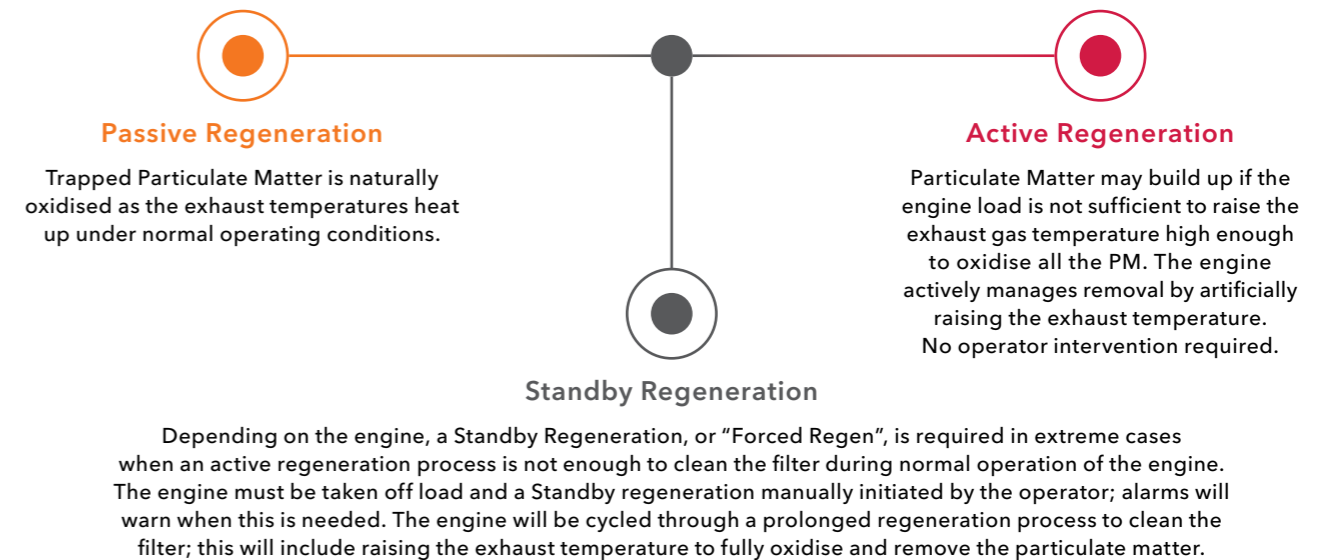 Passive Regeneration
Trapped Particulate Matter is naturally
oxidised as the exhaust temperatures heat
up under normal operating conditions.
Active Regeneration
Particulate Matter may build up if the
engine load is not sufficient to raise the
exhaust gas temperature high enough
to oxidise all the PM. The engine
actively manages removal by artificially
raising the exhaust temperature.
No operator intervention required.
Standby Regeneration
Depending on the engine, a Standby Regeneration, or “Forced Regen”, is required in extreme cases
when an active regeneration process is not enough to clean the filter during normal operation of the engine.
The engine must be taken off load and a Standby regeneration manually initiated by the operator; alarms will
warn when this is needed. The engine will be cycled through a prolonged regeneration process to clean the
filter; this will include raising the exhaust temperature to fully oxidise and remove the particulate matter.